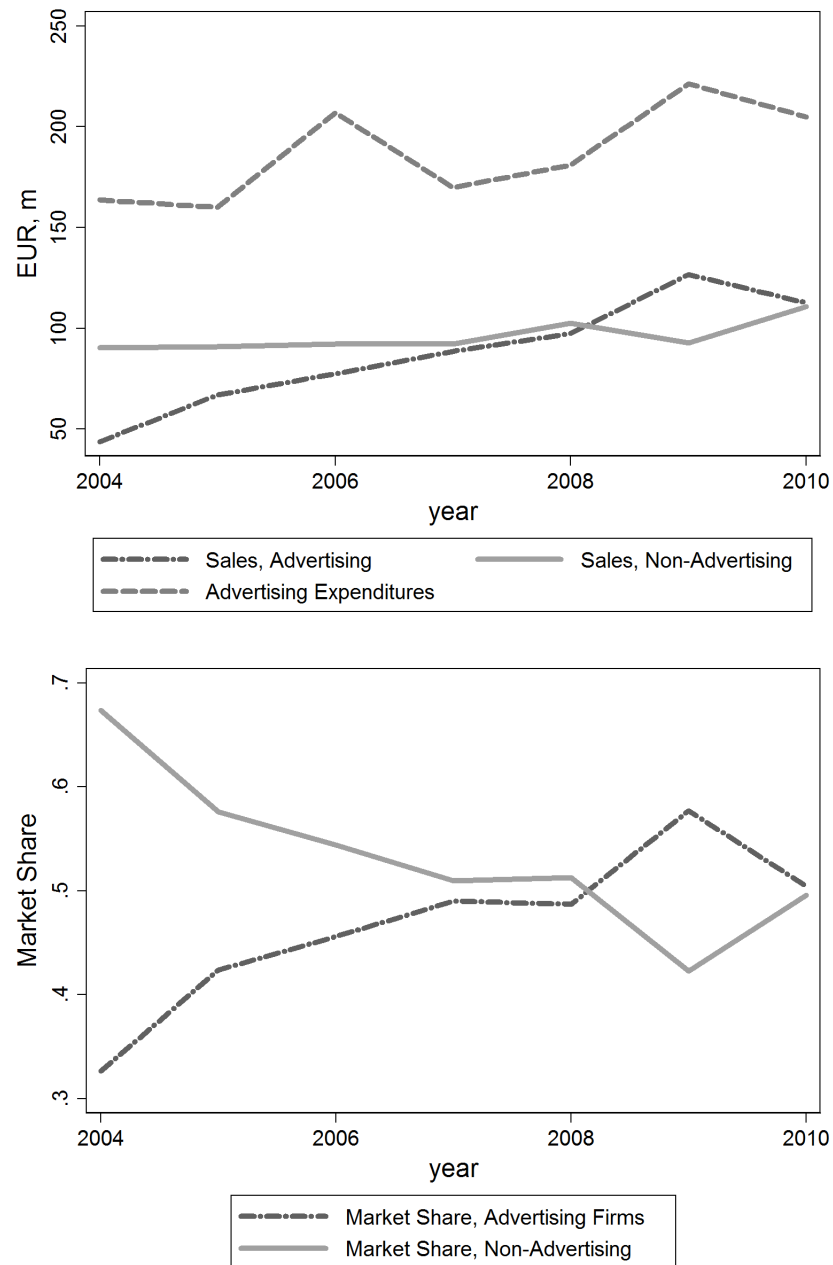 250
200
150
100
50
EUR, m
2004
2006
2008
2010
year
Sales, Advertising
Sales, Non-Advertising
Advertising Expenditures
.7
.6
.5
.4
.3
Market Share
2004
2006
2008
2010
year
Market Share, Advertising Firms
Market Share, Non-Advertising